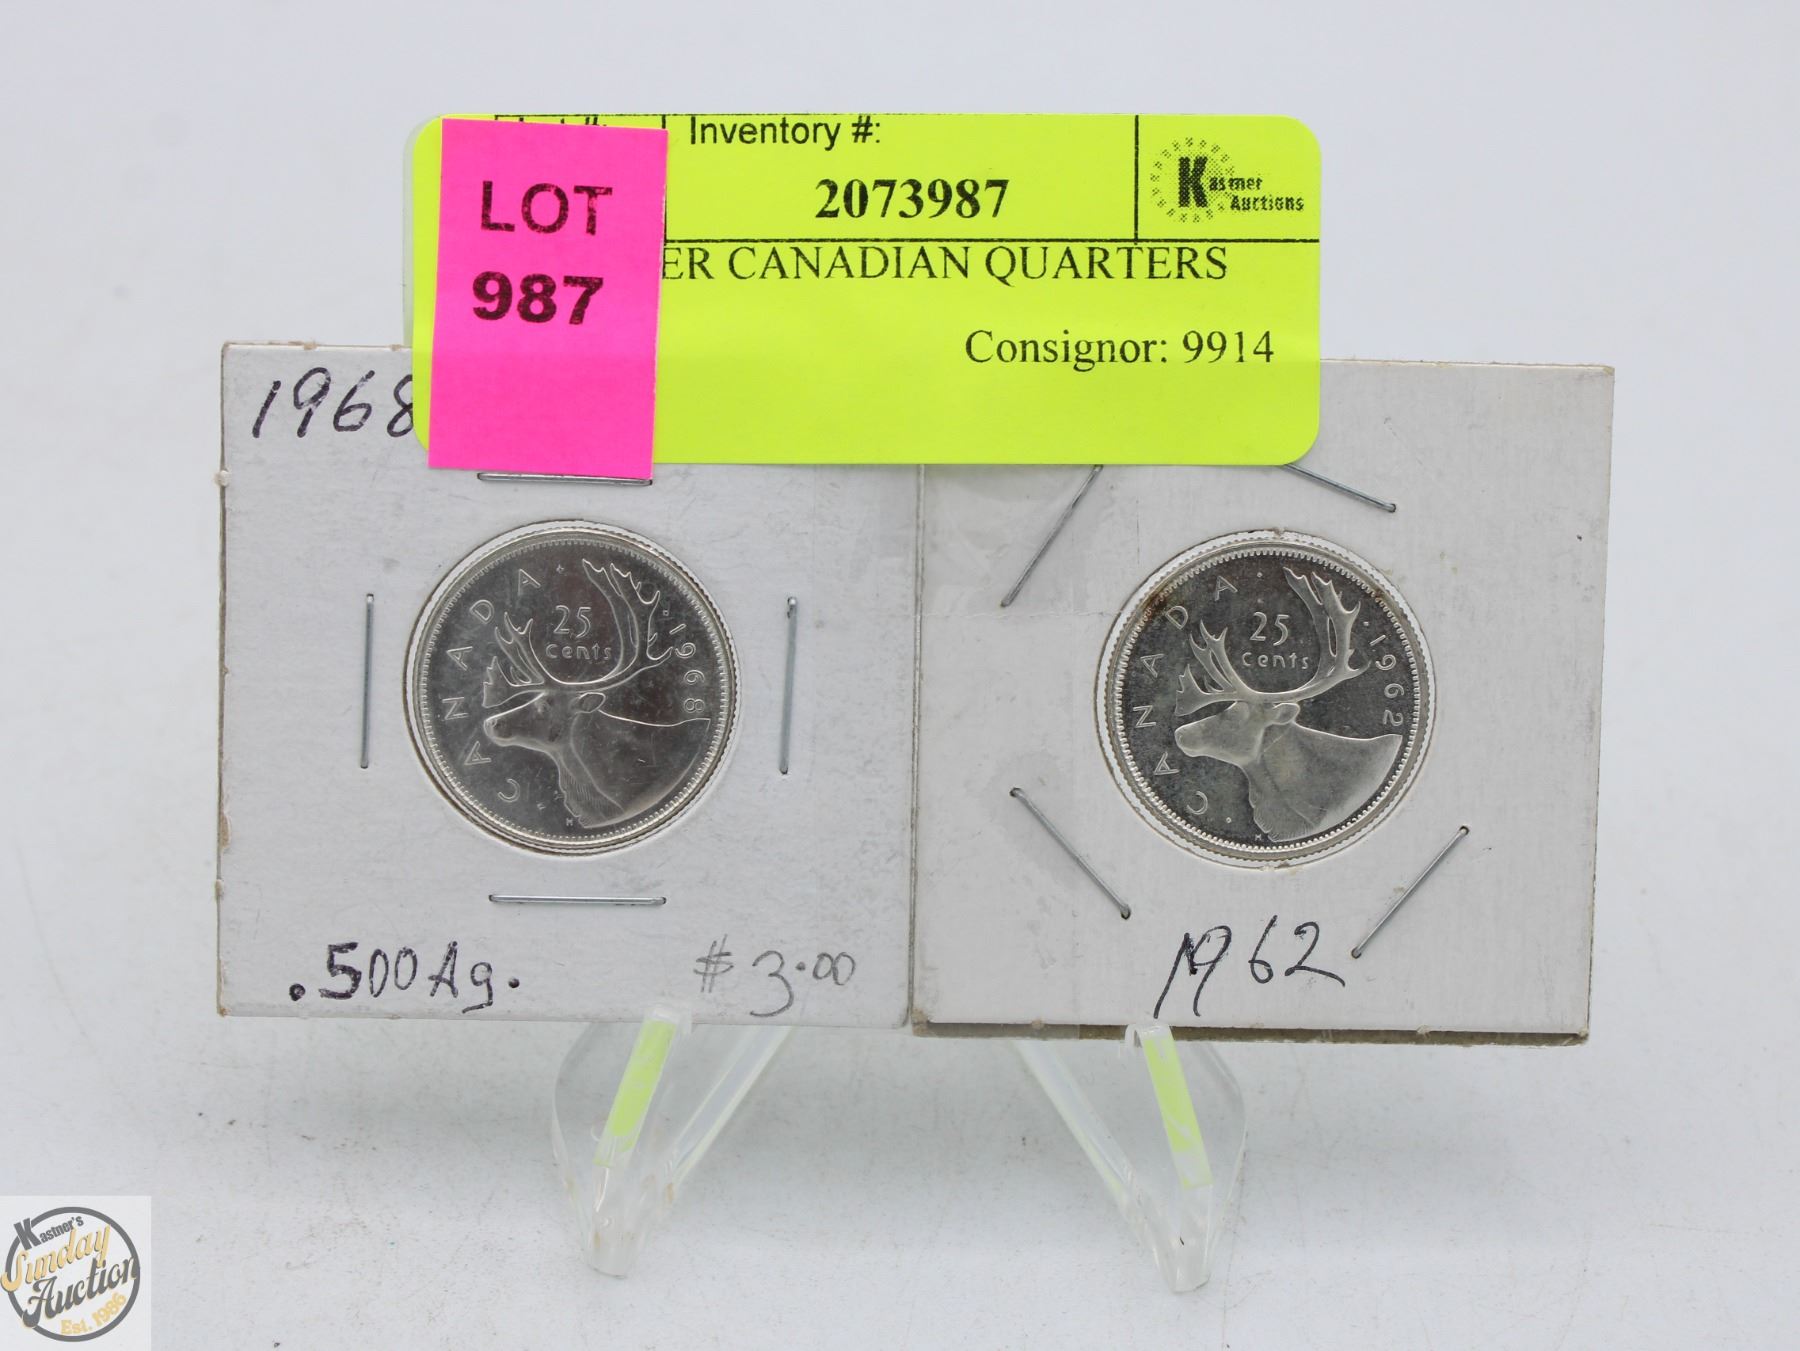 Inventory #:
2073987
Kastner
Auctions
LOT
987
ER CANADIAN QUARTERS
Consignor: 9914
1968
CANADA 25 cents 1968
H
.500 Ag.
$3.00
CANADA 25 cents 1962
H
1962
Kastner's
Sunday
Auction
Est. 1986